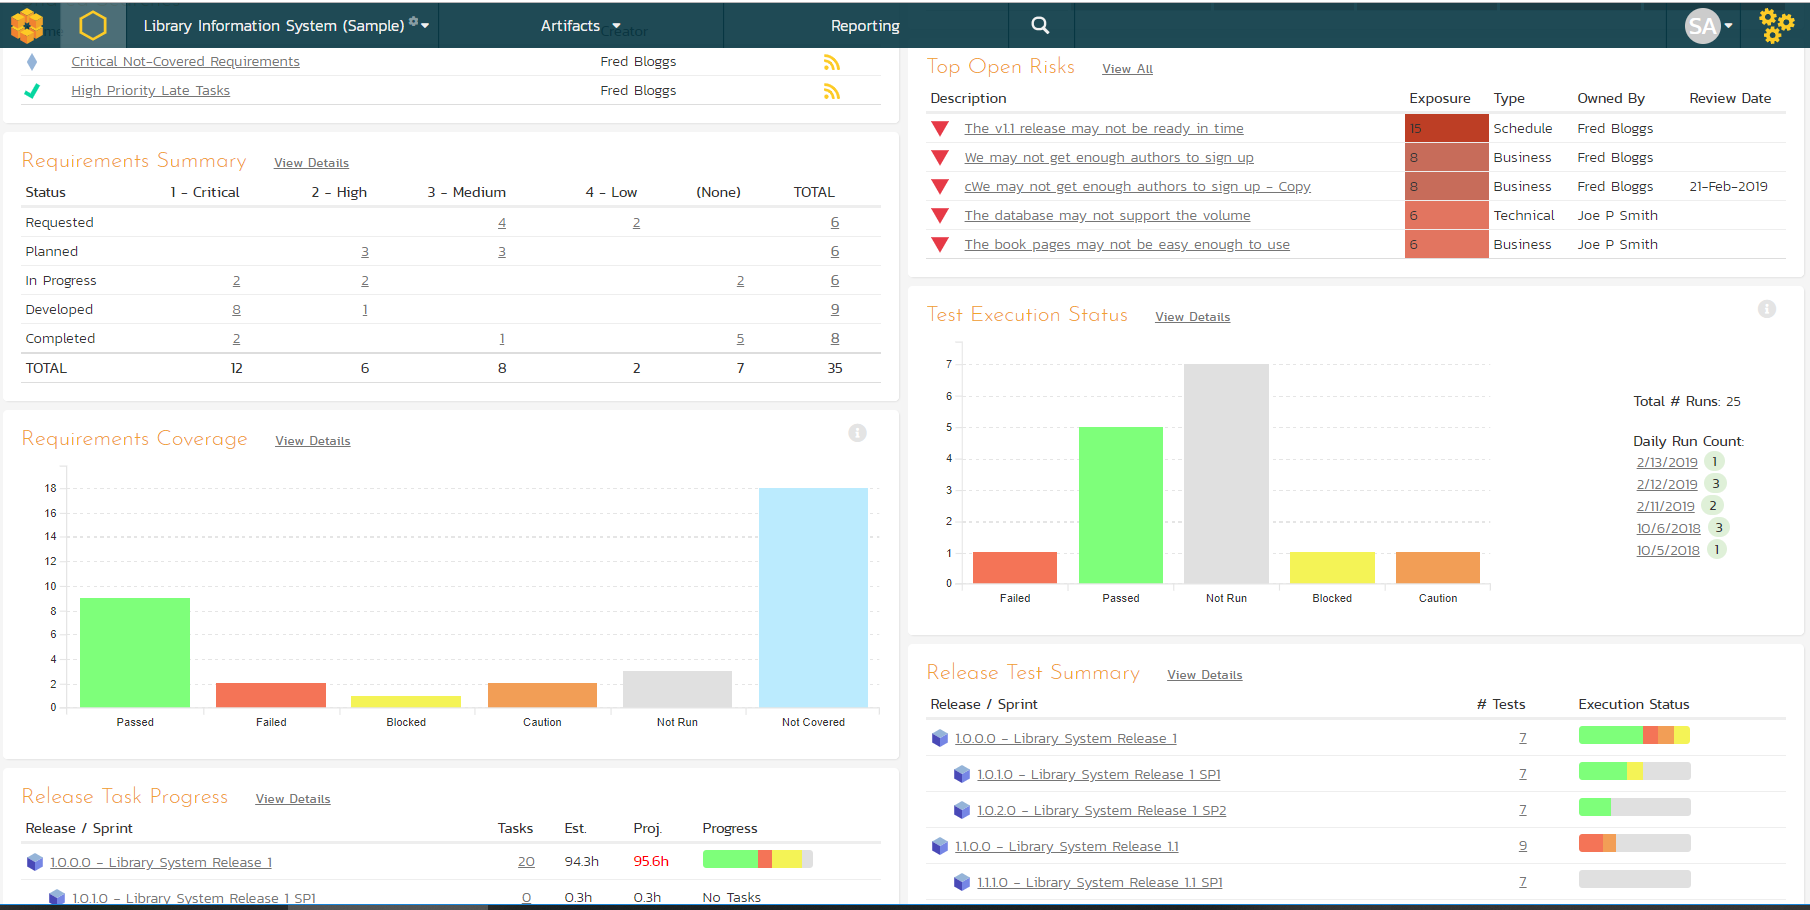 Library Information System (Sample)
Artifacts
Reporting
SA
Creator
Critical Not-Covered Requirements Fred Bloggs
High Priority Late Tasks Fred Bloggs
Requirements Summary View Details
Status 1 - Critical 2 - High 3 - Medium 4 - Low (None) TOTAL
Requested 4 2 6
Planned 3 3 6
In Progress 2 2 2 6
Developed 8 1 9
Completed 2 1 5 8
TOTAL 12 6 8 2 7 35
Requirements Coverage View Details
18
16
14
12
10
8
6
4
2
0
Passed Failed Blocked Caution Not Run Not Covered
Release Task Progress View Details
Release / Sprint Tasks Est. Proj. Progress
1.0.0.0 - Library System Release 1 20 94.3h 95.6h
1.0.1.0 - Library System Release 1 SP1 0 0.3h 0.3h No Tasks
Top Open Risks View All
Description Exposure Type Owned By Review Date
The v1.1 release may not be ready in time 15 Schedule Fred Bloggs
We may not get enough authors to sign up 8 Business Fred Bloggs
cWe may not get enough authors to sign up - Copy 8 Business Fred Bloggs 21-Feb-2019
The database may not support the volume 6 Technical Joe P Smith
The book pages may not be easy enough to use 6 Business Joe P Smith
Test Execution Status View Details
7
6
5
4
3
2
1
0
Failed Passed Not Run Blocked Caution
Total # Runs: 25
Daily Run Count:
2/13/2019 1
2/12/2019 3
2/11/2019 2
10/6/2018 3
10/5/2018 1
Release Test Summary View Details
Release / Sprint # Tests Execution Status
1.0.0.0 - Library System Release 1 7
1.0.1.0 - Library System Release 1 SP1 7
1.0.2.0 - Library System Release 1 SP2 7
1.1.0.0 - Library System Release 1.1 9
1.1.1.0 - Library System Release 1.1 SP1 7